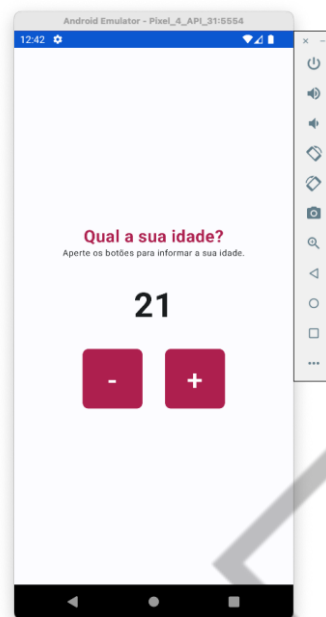 Android Emulator - Pixel_4_API_31:5554
12:42
Qual a sua idade?
Aperte os botões para informar a sua idade.
21
- +